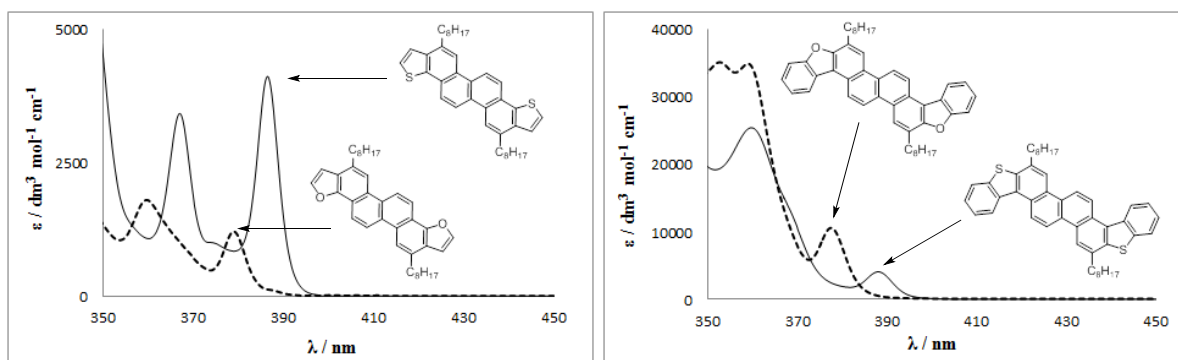 5000
2500
0
350
370
390
410
430
450
ε / dm³ mol⁻¹ cm⁻¹
λ / nm
C₈H₁₇
S
S
C₈H₁₇
C₈H₁₇
O
O
C₈H₁₇
40000
30000
20000
10000
0
350
370
390
410
430
450
ε / dm³ mol⁻¹ cm⁻¹
λ / nm
C₈H₁₇
O
O
C₈H₁₇
C₈H₁₇
S
S
C₈H₁₇